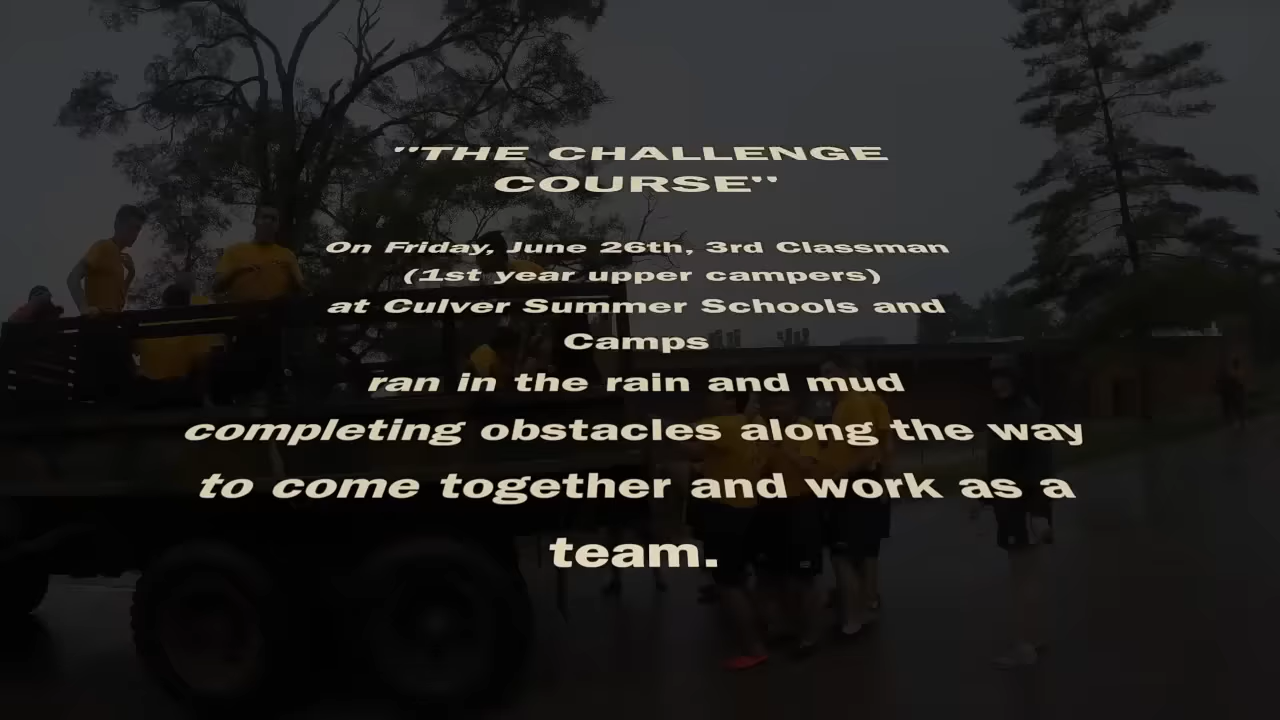 "THE CHALLENGE
COURSE"
On Friday, June 26th, 3rd Classman
(1st year upper campers)
at Culver Summer Schools and
Camps
ran in the rain and mud
completing obstacles along the way
to come together and work as a
team.